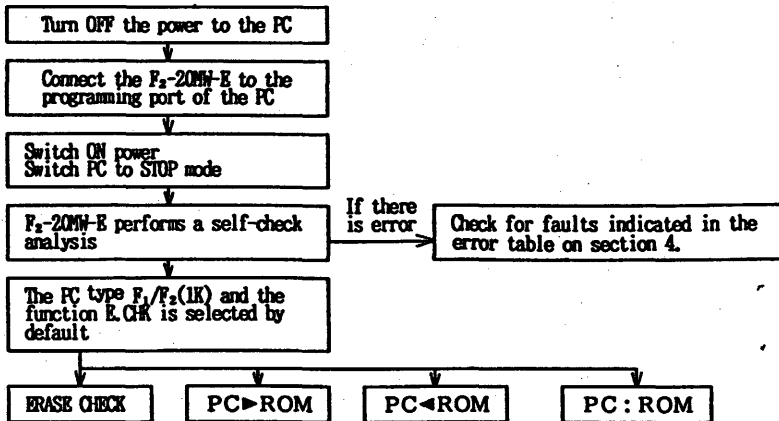 Turn OFF the power to the PC
Connect the F₂-20MW-E to the
programming port of the PC
Switch ON power
Switch PC to STOP mode
F₂-20MW-E performs a self-check
analysis
If there
is error
Check for faults indicated in the
error table on section 4.
The PC type F₁/F₂(1K) and the
function E.CHK is selected by
default
ERASE CHECK
PC▶ROM
PC◀ROM
PC:ROM